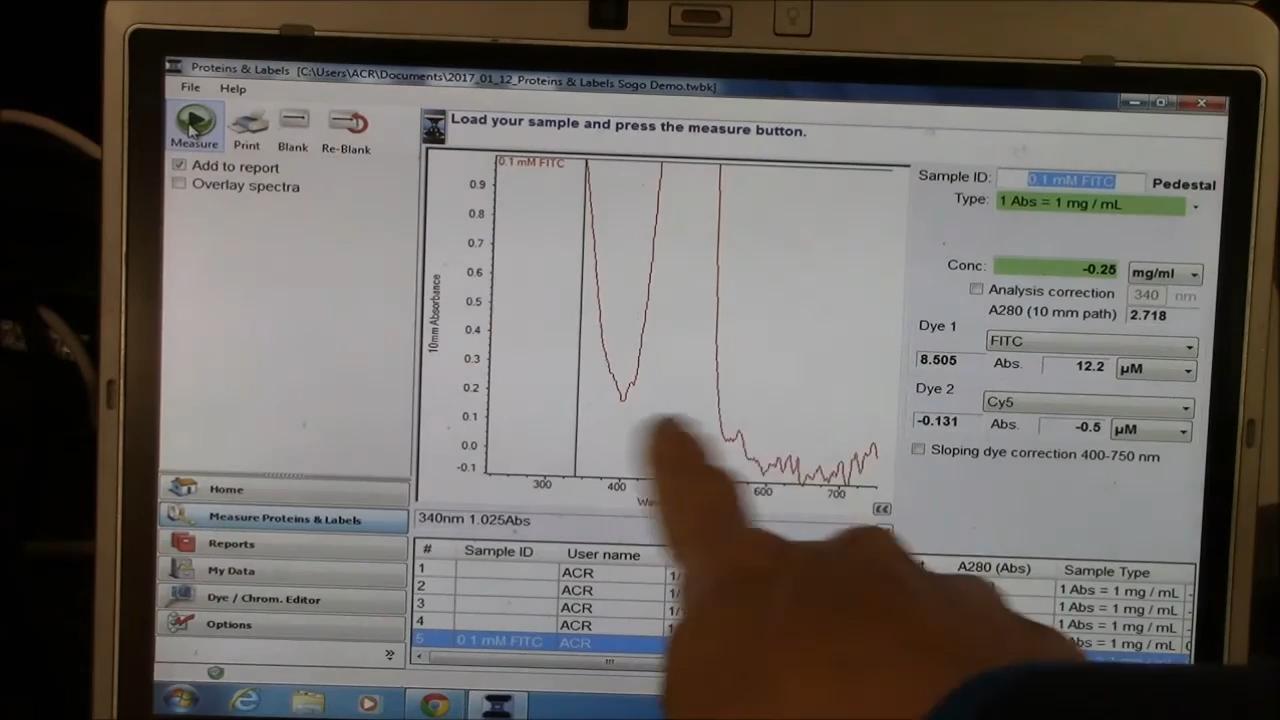 Proteins & Labels [C:\Users\ACR\Documents\2017_01_12_Proteins & Labels Sogo Demo.twbk]
File Help
Measure Print Blank Re-Blank
Add to report
Overlay spectra
Load your sample and press the measure button.
0.1 mM FITC
0.9
0.8
0.7
0.6
0.5
0.4
0.3
0.2
0.1
0.0
-0.1
10mm Absorbance
300 400 600 700
340nm 1.025Abs
Sample ID: 0.1 mM FITC Pedestal
Type: 1 Abs = 1 mg / mL
Conc: -0.25 mg/ml
Analysis correction 340 nm
A280 (10 mm path) 2.718
Dye 1 FITC
8.505 Abs. 12.2 µM
Dye 2 Cy5
-0.131 Abs. -0.5 µM
Sloping dye correction 400-750 nm
Home
Measure Proteins & Labels
Reports
My Data
Dye / Chrom. Editor
Options
# Sample ID User name A280 (Abs) Sample Type
1 ACR 1/ 1 Abs = 1 mg / mL
2 ACR 1/ 1 Abs = 1 mg / mL
3 ACR 1/ 1 Abs = 1 mg / mL
4 ACR Abs = 1 mg / mL
5 0.1 mM FITC ACR